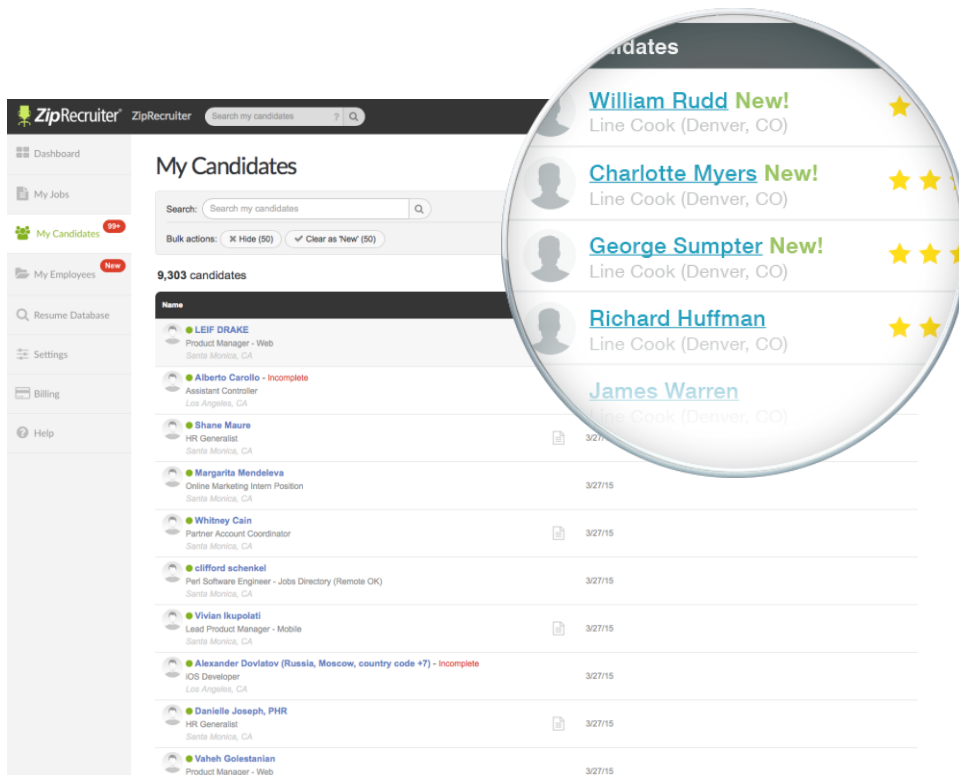 ZipRecruiter® ZipRecruiter Search my candidates ?
Dashboard
My Jobs
My Candidates 99+
My Employees New
Resume Database
Settings
Billing
Help
My Candidates
Search: Search my candidates
Bulk actions: Hide (50) Clear as 'New' (50)
9,303 candidates
Name
LEIF DRAKE
Product Manager - Web
Santa Monica, CA
Alberto Carollo - Incomplete
Assistant Controller
Los Angeles, CA
Shane Maure
HR Generalist
Santa Monica, CA
Margarita Mendeleva
Online Marketing Intern Position 3/27/15
Santa Monica, CA
Whitney Cain
Partner Account Coordinator 3/27/15
Santa Monica, CA
clifford schenkel
Perl Software Engineer - Jobs Directory (Remote OK) 3/27/15
Santa Monica, CA
Vivian Ikupolati
Lead Product Manager - Mobile 3/27/15
Santa Monica, CA
Alexander Dovlatov (Russia, Moscow, country code +7) - Incomplete
iOS Developer 3/27/15
Los Angeles, CA
Danielle Joseph, PHR
HR Generalist 3/27/15
Santa Monica, CA
Vaheh Golestanian
Product Manager - Web 3/27/15
William Rudd New!
Line Cook (Denver, CO)
Charlotte Myers New!
Line Cook (Denver, CO)
George Sumpter New!
Line Cook (Denver, CO)
Richard Huffman
Line Cook (Denver, CO)
James Warren
Line Cook (Denver, CO)